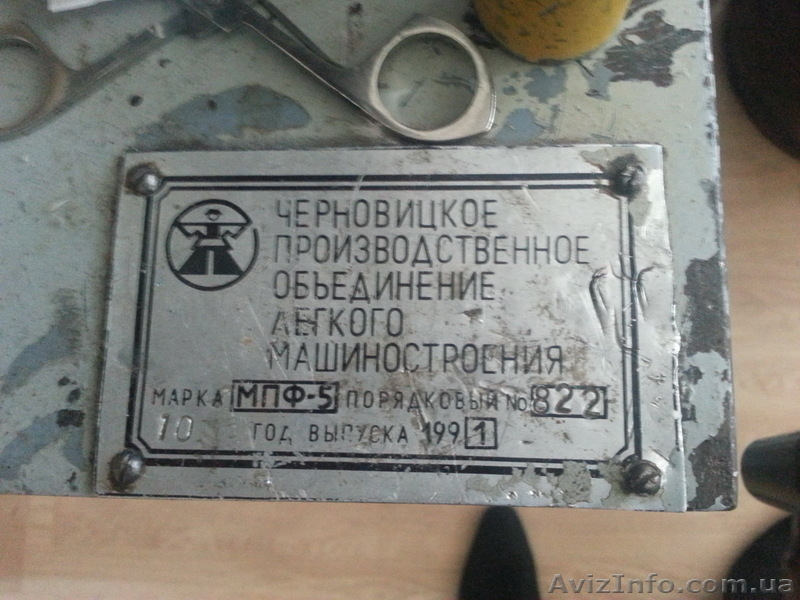 ЧЕРНОВИЦКОЕ
ПРОИЗВОДСТВЕННОЕ
ОБЪЕДИНЕНИЕ
ЛЕГКОГО
МАШИНОСТРОЕНИЯ
МАРКА МПФ-5 ПОРЯДКОВЫЙ № 822
10 ГОД ВЫПУСКА 1991
AvizInfo.com.ua